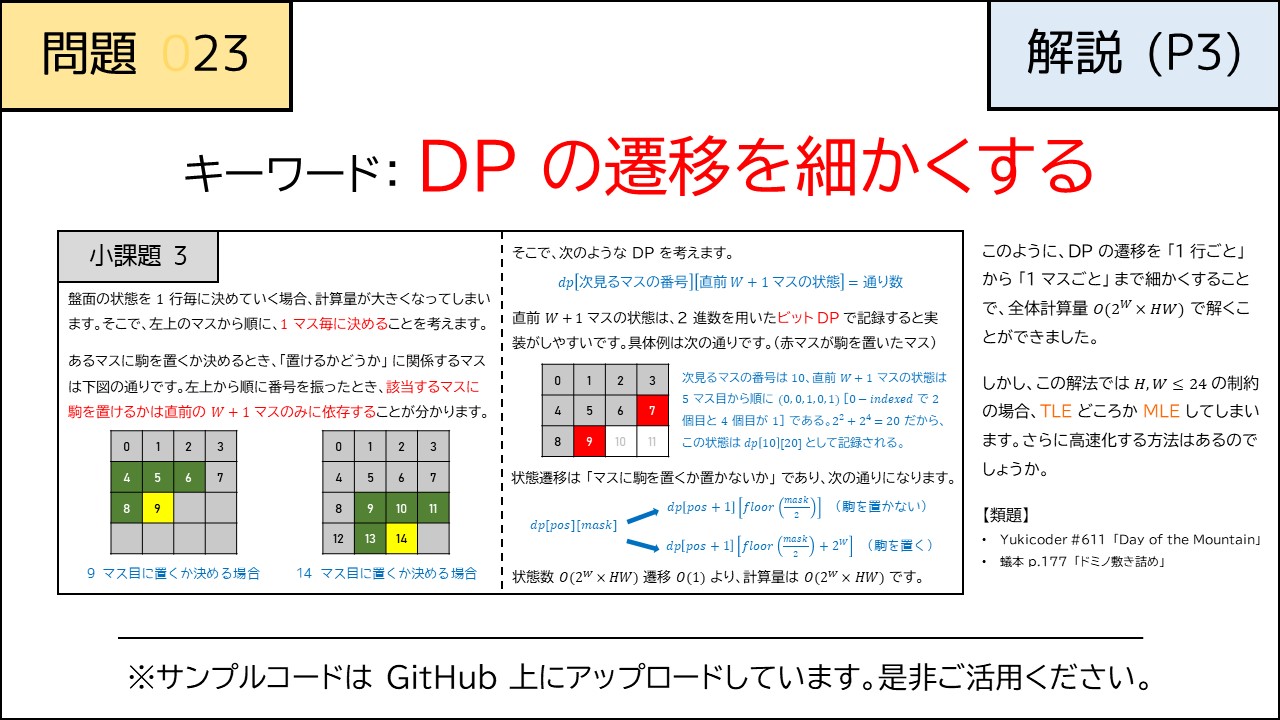 問題 023
解説 (P3)
キーワード： DP の遷移を細かくする
小課題 3
盤面の状態を 1 行毎に決めていく場合、計算量が大きくなってしまい
ます。そこで、左上のマスから順に、1 マス毎に決めることを考えます。
あるマスに駒を置くか決めるとき、「置けるかどうか」 に関係するマス
は下図の通りです。左上から順に番号を振ったとき、該当するマスに
駒を置けるかは直前の W + 1 マスのみに依存することが分かります。
0 1 2 3
4 5 6 7
8 9
0 1 2 3
4 5 6 7
8 9 10 11
12 13 14
9 マス目に置くか決める場合
14 マス目に置くか決める場合
そこで、次のような DP を考えます。
dp[次見るマスの番号][直前 W + 1 マスの状態] = 通り数
直前 W + 1 マスの状態は、2 進数を用いたビット DP で記録すると実
装がしやすいです。具体例は次の通りです。（赤マスが駒を置いたマス）
0 1 2 3
4 5 6 7
8 9 10 11
次見るマスの番号は 10、直前 W + 1 マスの状態は
5 マス目から順に (0, 0, 1, 0, 1) [0 − indexed で 2
個目と 4 個目が 1] である。2² + 2⁴ = 20 だから、
この状態は dp[10][20] として記録される。
状態遷移は 「マスに駒を置くか置かないか」 であり、次の通りになります。
dp[pos][mask]
dp[pos + 1][floor(mask/2)] （駒を置かない）
dp[pos + 1][floor(mask/2) + 2^W] （駒を置く）
状態数 O(2^W × HW) 遷移 O(1) より、計算量は O(2^W × HW) です。
このように、DP の遷移を 「1 行ごと」
から 「1 マスごと」 まで細かくすること
で、全体計算量 O(2^W × HW) で解くこ
とができました。
しかし、この解法では H, W ≤ 24 の制約
の場合、TLE どころか MLE してしまい
ます。さらに高速化する方法はあるので
しょうか。
【類題】
• Yukicoder #611 「Day of the Mountain」
• 蟻本 p.177 「ドミノ敷き詰め」
※サンプルコードは GitHub 上にアップロードしています。是非ご活用ください。